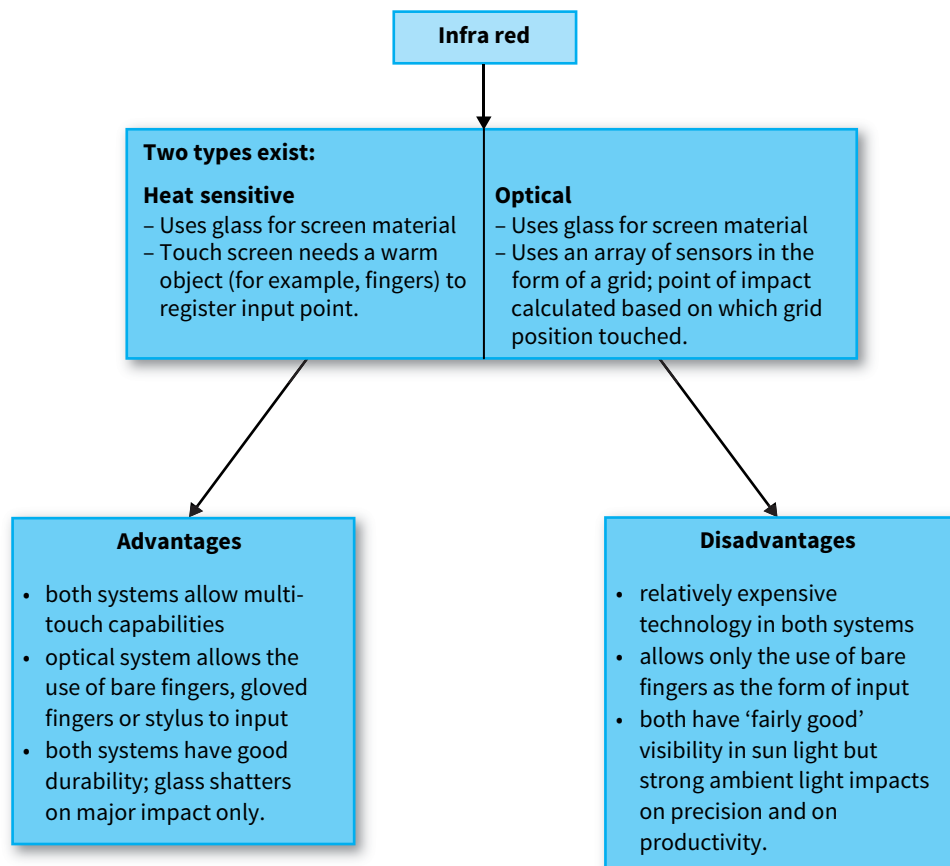 Infra red
Two types exist:
Heat sensitive
– Uses glass for screen material
– Touch screen needs a warm
object (for example, fingers) to
register input point.
Optical
– Uses glass for screen material
– Uses an array of sensors in the
form of a grid; point of impact
calculated based on which grid
position touched.
Advantages
• both systems allow multi-
touch capabilities
• optical system allows the
use of bare fingers, gloved
fingers or stylus to input
• both systems have good
durability; glass shatters
on major impact only.
Disadvantages
• relatively expensive
technology in both systems
• allows only the use of bare
fingers as the form of input
• both have ‘fairly good’
visibility in sun light but
strong ambient light impacts
on precision and on
productivity.